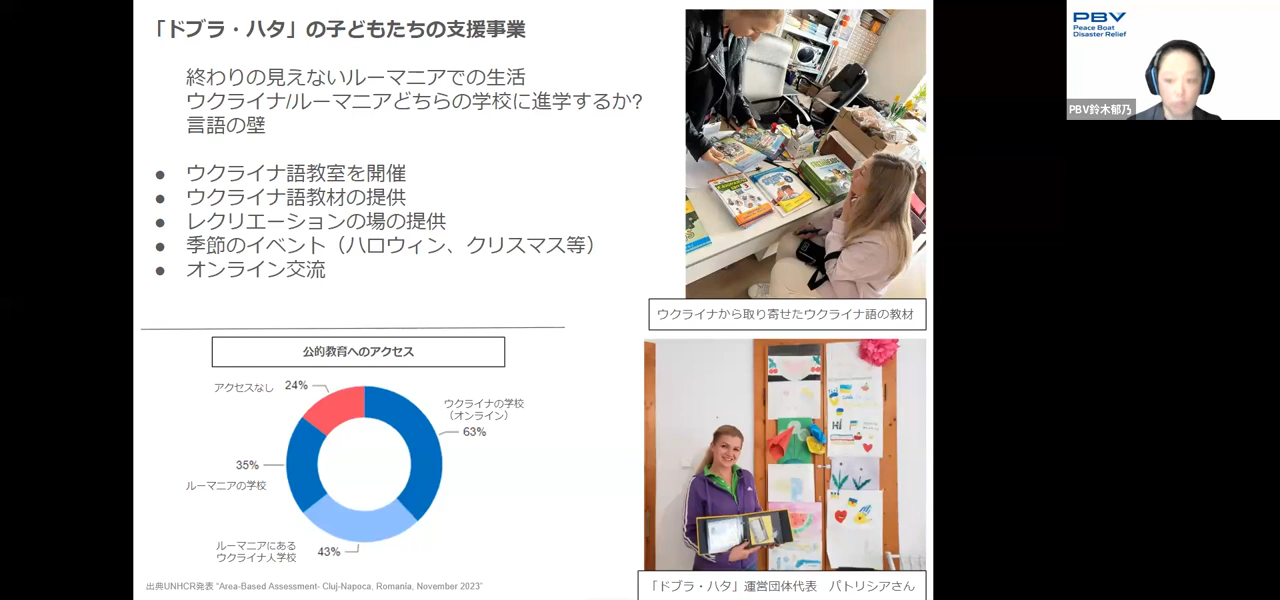 「ドブラ・ハタ」の子どもたちの支援事業
終わりの見えないルーマニアでの生活
ウクライナ/ルーマニアどちらの学校に進学するか?
言語の壁
● ウクライナ語教室を開催
● ウクライナ語教材の提供
● レクリエーションの場の提供
● 季節のイベント（ハロウィン、クリスマス等）
● オンライン交流
公的教育へのアクセス
アクセスなし 24%
ウクライナの学校
（オンライン）
63%
35%
ルーマニアの学校
ルーマニアにある
ウクライナ人学校
43%
出典UNHCR発表 "Area-Based Assessment- Cluj-Napoca, Romania, November 2023"
ウクライナから取り寄せたウクライナ語の教材
HI
「ドブラ・ハタ」運営団体代表　パトリシアさん
PBV
Peace Boat
Disaster Relief
PBV鈴木郁乃